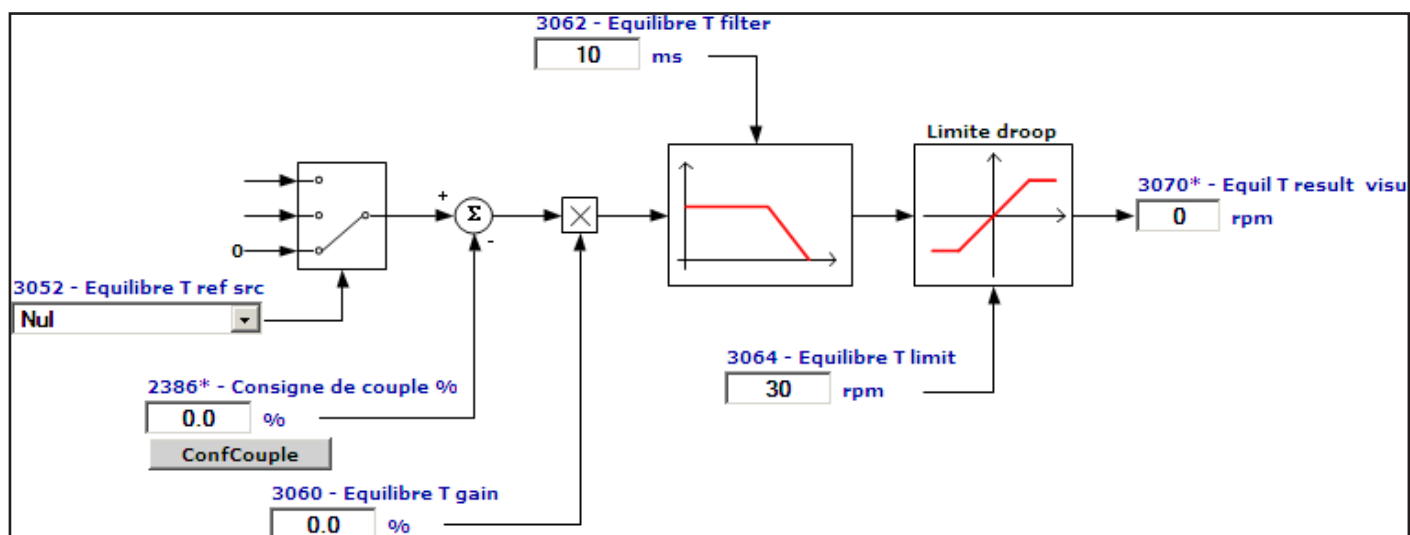 3062 - Equilibre T filter
10 ms
Limite droop
3070* - Equil T result visu
0 rpm
+
Σ
-
0
3052 - Equilibre T ref src
Nul
3064 - Equilibre T limit
30 rpm
2386* - Consigne de couple %
0.0 %
ConfCouple
3060 - Equilibre T gain
0.0 %